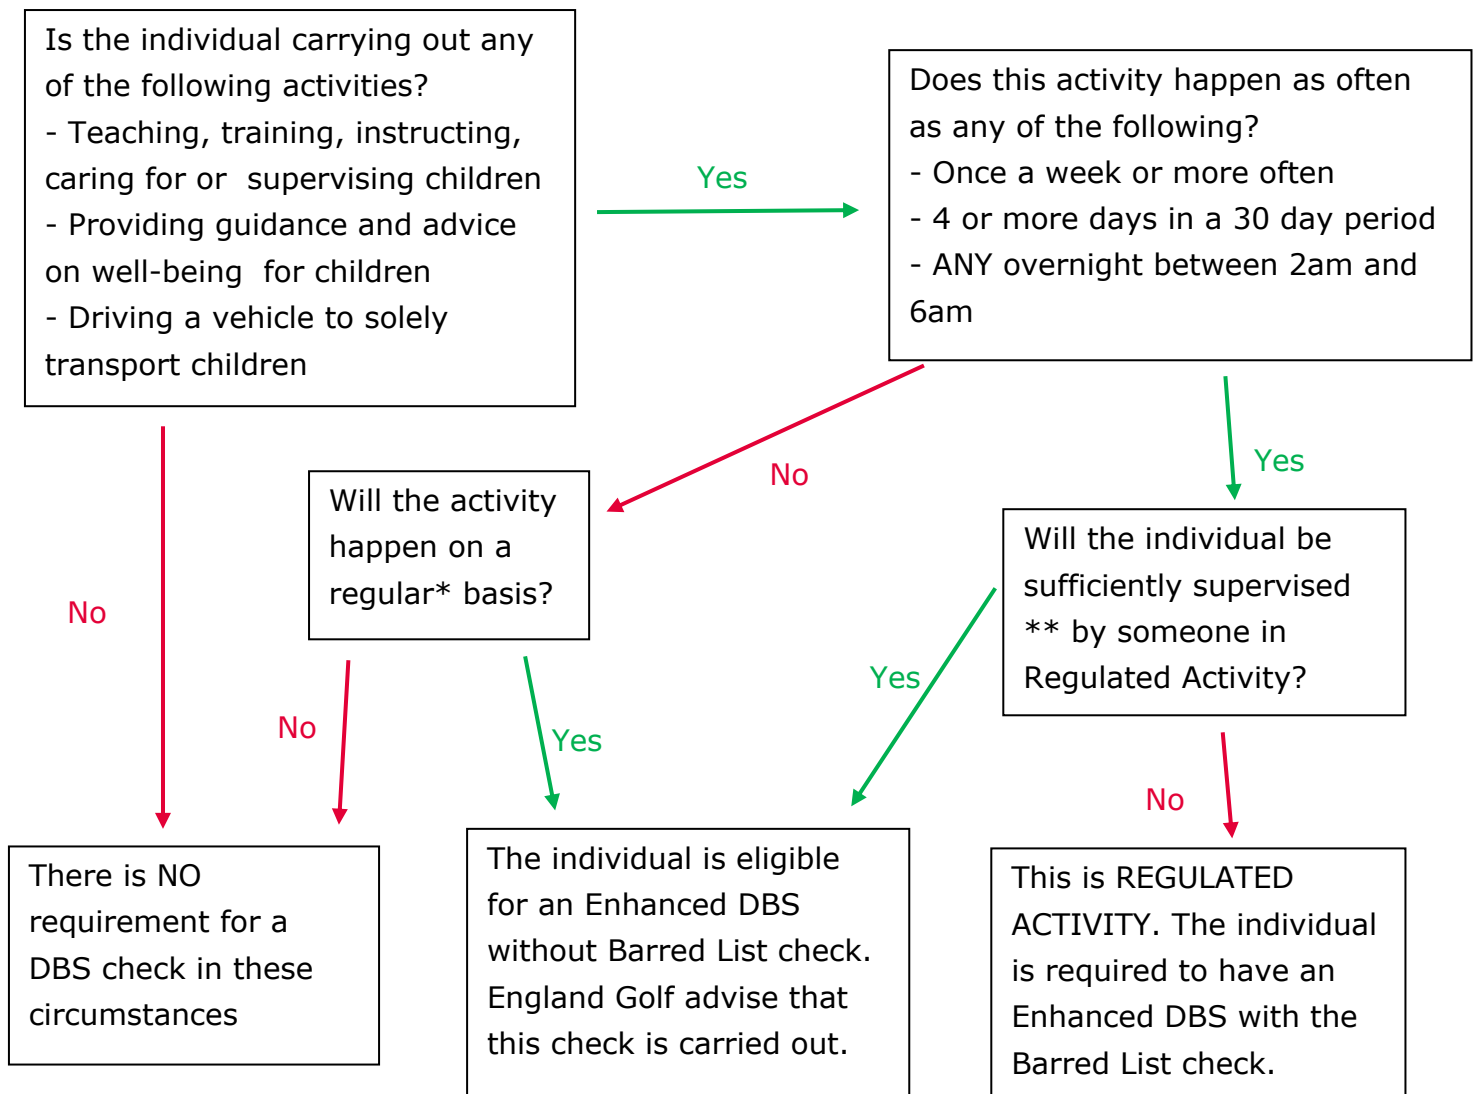 Is the individual carrying out any
of the following activities?
- Teaching, training, instructing,
caring for or  supervising children
- Providing guidance and advice
on well-being  for children
- Driving a vehicle to solely
transport children
Yes
Does this activity happen as often
as any of the following?
- Once a week or more often
- 4 or more days in a 30 day period
- ANY overnight between 2am and
6am
No
Yes
Will the activity
happen on a
regular* basis?
Will the individual be
sufficiently supervised
** by someone in
Regulated Activity?
No
No
Yes
Yes
No
There is NO
requirement for a
DBS check in these
circumstances
The individual is eligible
for an Enhanced DBS
without Barred List check.
England Golf advise that
this check is carried out.
This is REGULATED
ACTIVITY. The individual
is required to have an
Enhanced DBS with the
Barred List check.